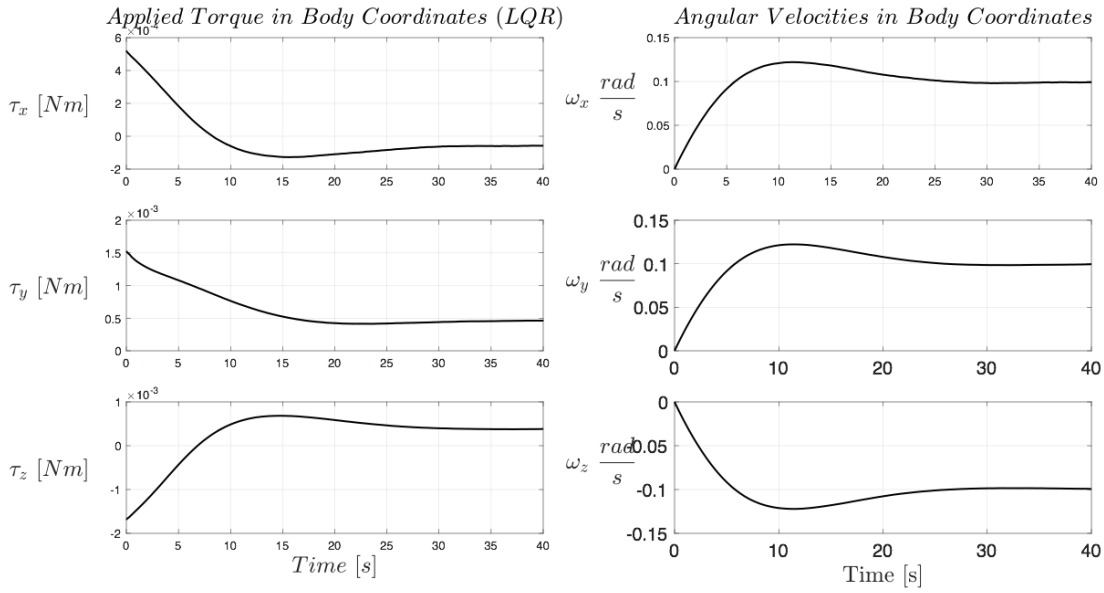 Applied Torque in Body Coordinates (LQR)
×10⁻⁴
6
4
2
0
-2
τx [Nm]
0 5 10 15 20 25 30 35 40
×10⁻³
2
1.5
1
0.5
0
τy [Nm]
0 5 10 15 20 25 30 35 40
×10⁻³
1
0
-1
-2
τz [Nm]
0 5 10 15 20 25 30 35 40
Time [s]
Angular Velocities in Body Coordinates
0.15
0.1
0.05
0
ωx rad/s
0 5 10 15 20 25 30 35 40
0.15
0.1
0.05
0
ωy rad/s
0 10 20 30 40
0
-0.05
-0.1
-0.15
ωz rad/s
0 10 20 30 40
Time [s]